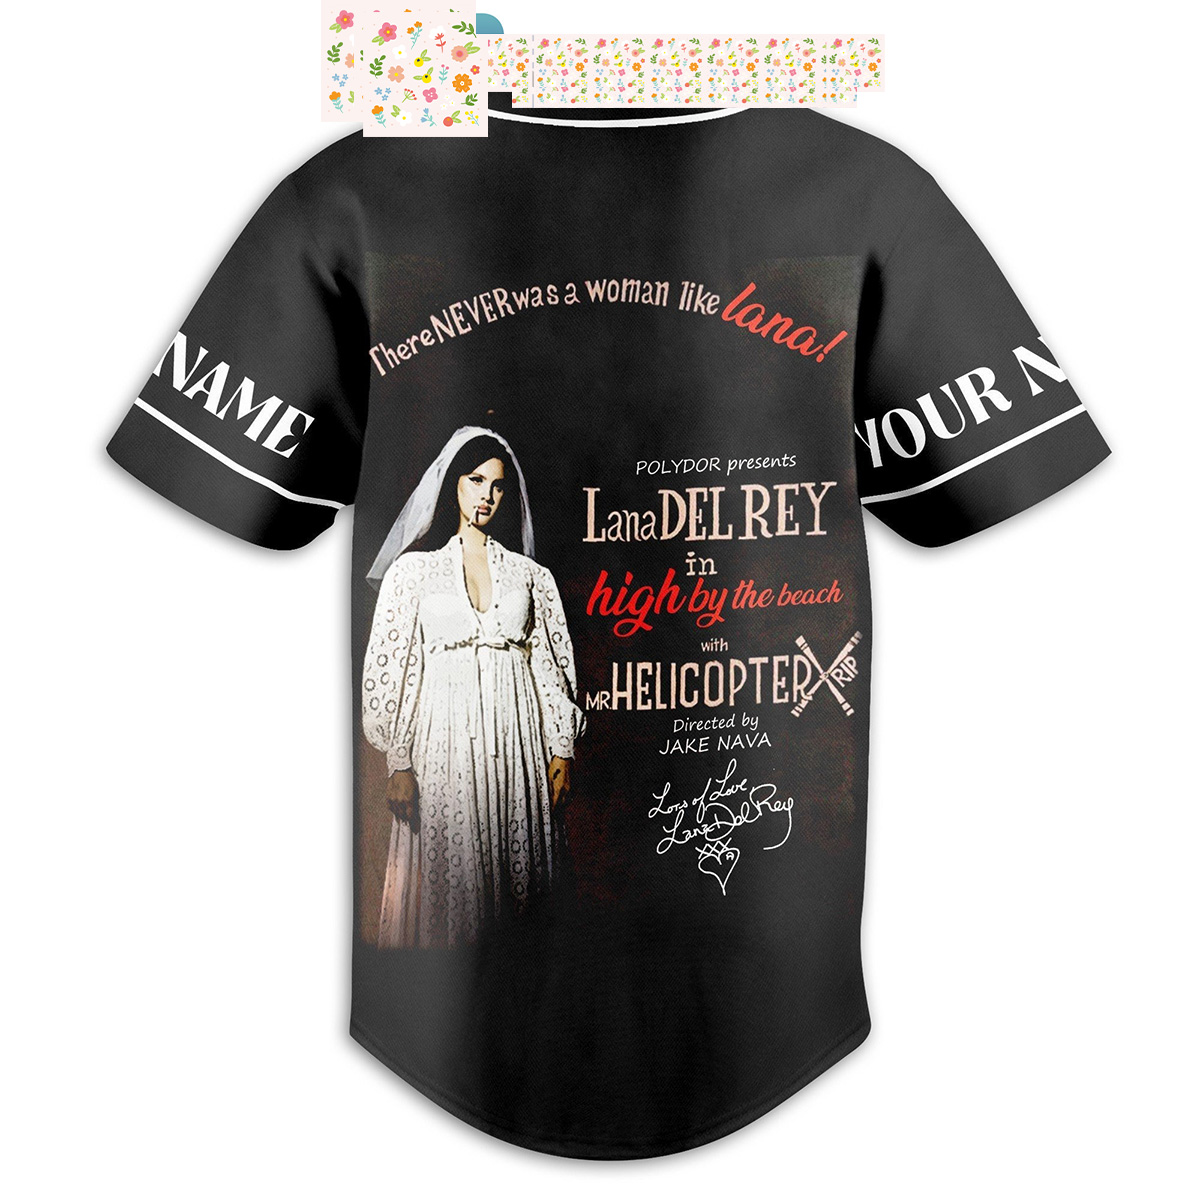 There NEVER was a woman like lana!
NAME
YOUR N
POLYDOR presents
Lana DEL REY
in
high by the beach
with
MR. HELICOPTER
RIP
Directed by
JAKE NAVA
Lots of Love
Lana Del Rey
XXX